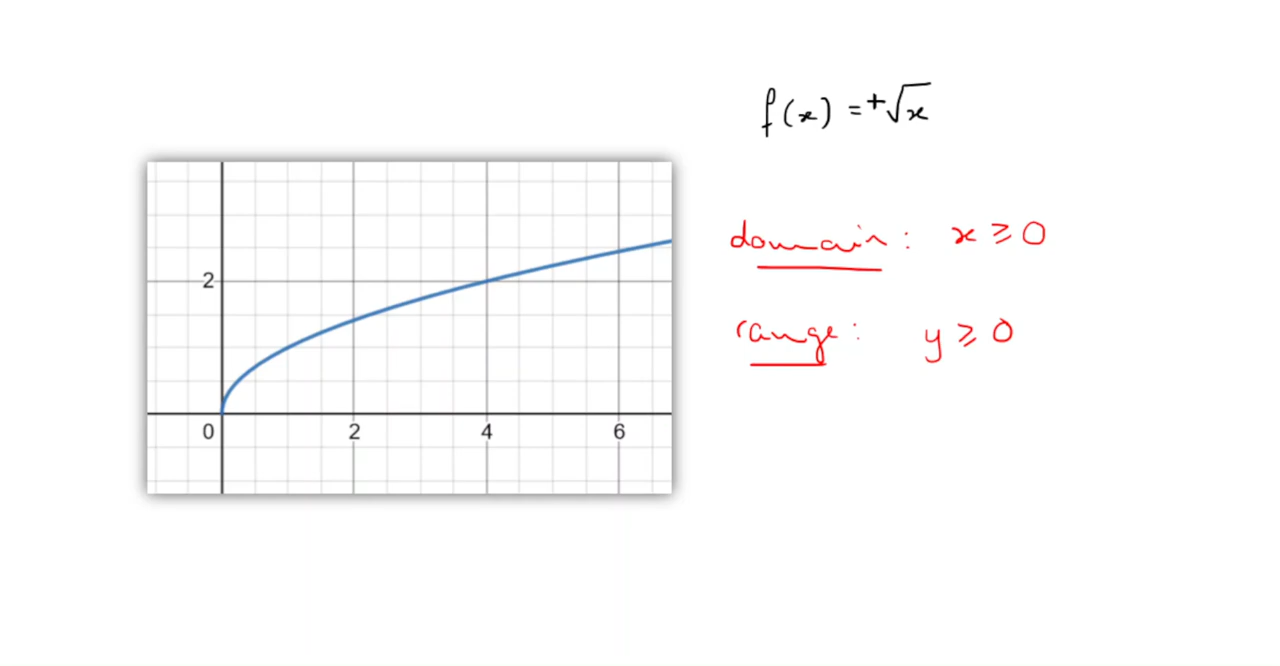 f(x) = +√x
domain: x ≥ 0
range: y ≥ 0
2
0 2 4 6